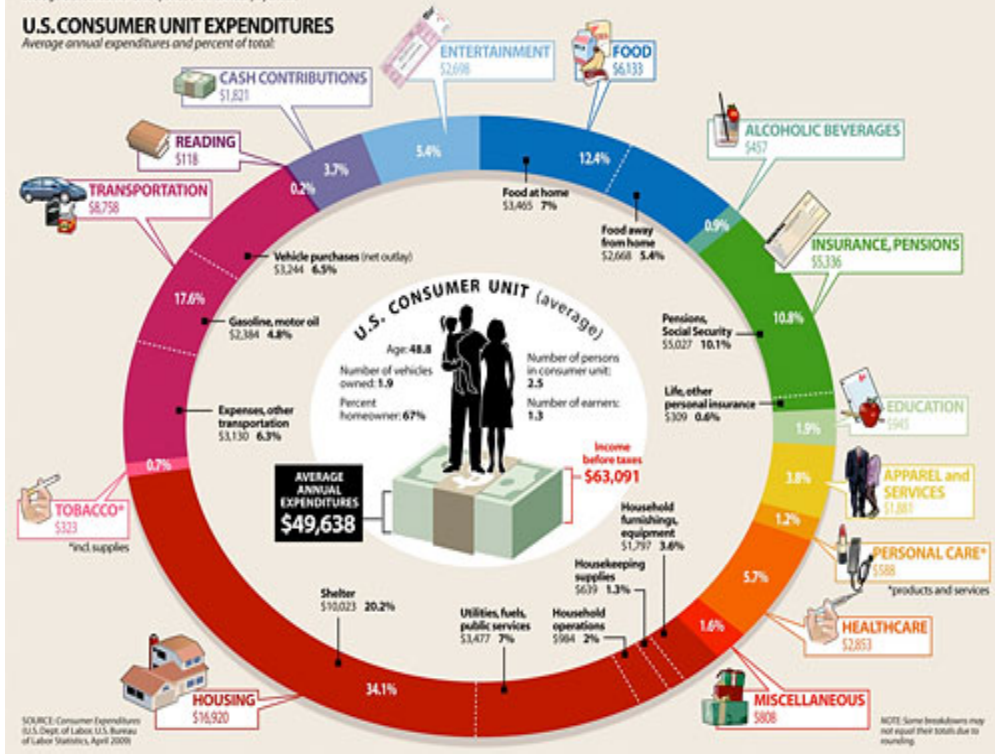 U.S. CONSUMER UNIT EXPENDITURES
Average annual expenditures and percent of total:
ENTERTAINMENT
$2,698
5.4%
FOOD
$6,133
12.4%
Food at home
$3,465 7%
Food away
from home
$2,668 5.4%
ALCOHOLIC BEVERAGES
$457
0.9%
INSURANCE, PENSIONS
$5,336
10.8%
Pensions,
Social Security
$5,027 10.1%
Life, other
personal insurance
$309 0.6%
EDUCATION
$945
1.9%
APPAREL and
SERVICES
$1,881
3.8%
PERSONAL CARE*
$588
*products and services
1.2%
HEALTHCARE
$2,853
5.7%
MISCELLANEOUS
$808
1.6%
HOUSING
$16,920
34.1%
Household
furnishings,
equipment
$1,797 3.6%
Housekeeping
supplies
$639 1.3%
Household
operations
$984 2%
Utilities, fuels,
public services
$3,477 7%
Shelter
$10,023 20.2%
TOBACCO*
$323
*incl. supplies
0.7%
TRANSPORTATION
$8,758
17.6%
Vehicle purchases (net outlay)
$3,244 6.5%
Gasoline, motor oil
$2,384 4.8%
Expenses, other
transportation
$3,130 6.3%
READING
$118
0.2%
CASH CONTRIBUTIONS
$1,821
3.7%
U.S. CONSUMER UNIT (average)
Age: 48.8
Number of vehicles
owned: 1.9
Percent
homeowner: 67%
Number of persons
in consumer unit:
2.5
Number of earners:
1.3
AVERAGE
ANNUAL
EXPENDITURES
$49,638
Income
before taxes
$63,091
SOURCE: Consumer Expenditures
(U.S. Dept. of Labor, U.S. Bureau
of Labor Statistics, April 2009)
NOTE: Some breakdowns may
not equal their totals due to
rounding.